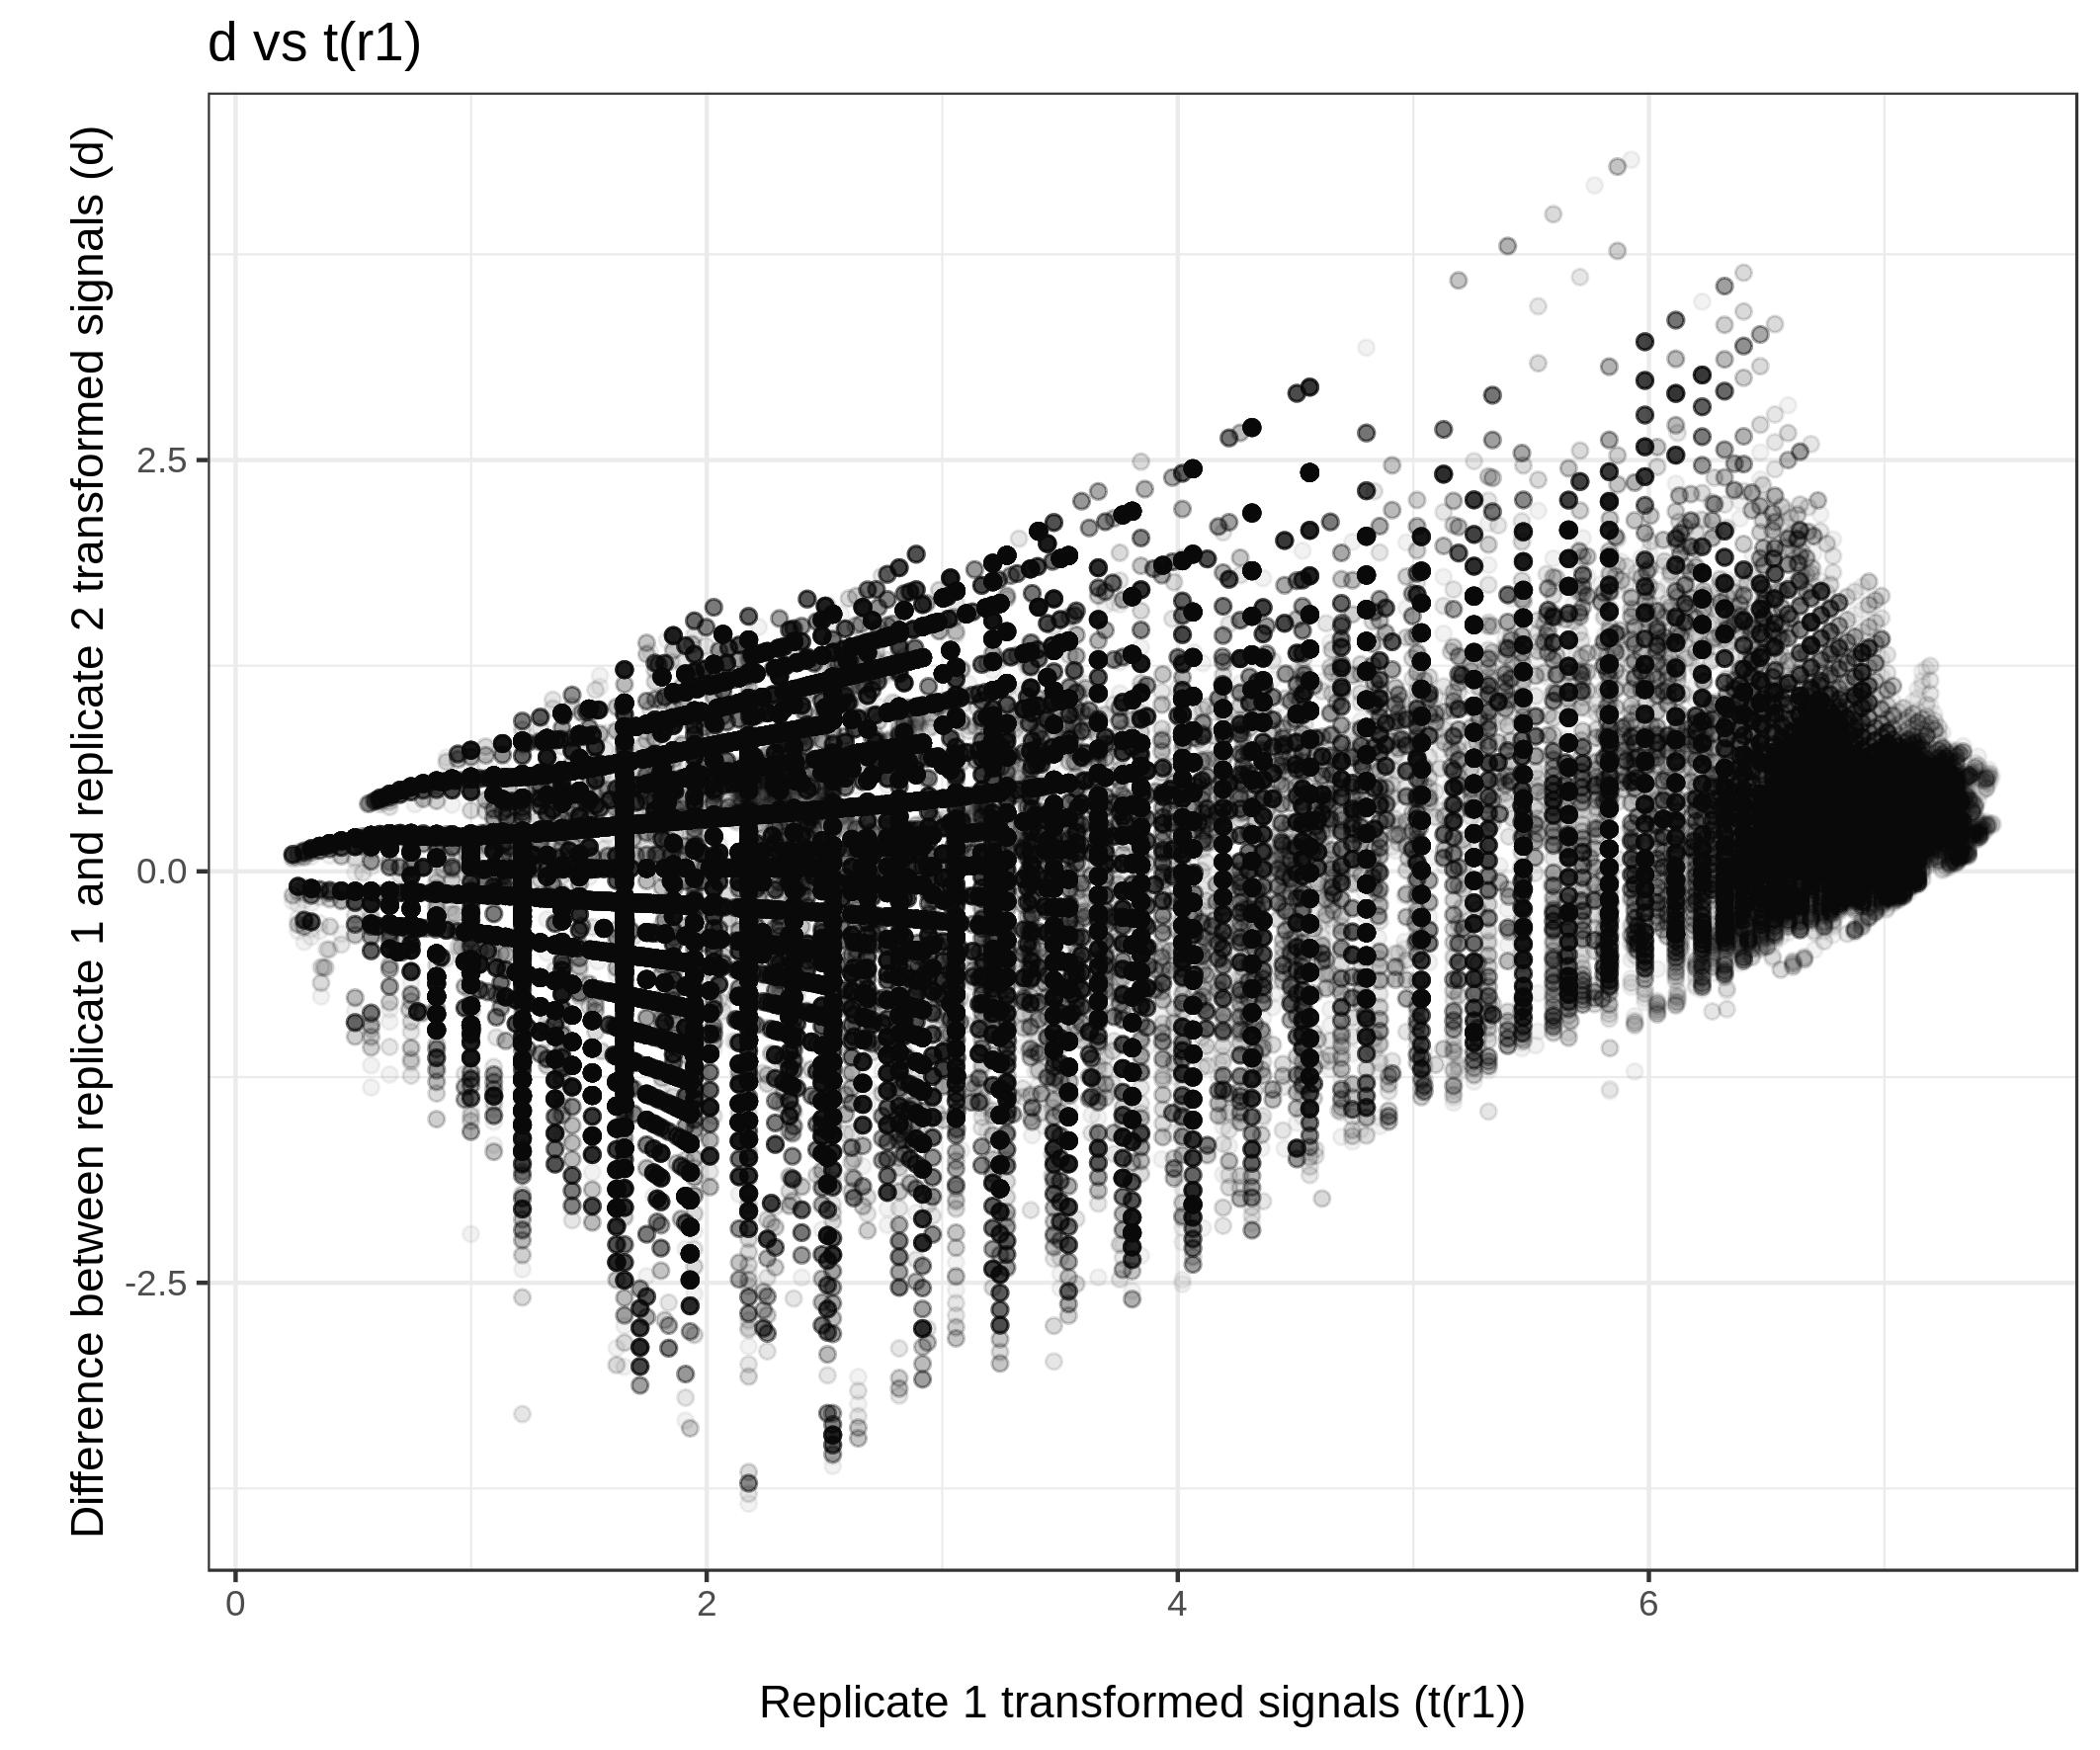 d vs t(r1)
Difference between replicate 1 and replicate 2 transformed signals (d)
2.5
0.0
-2.5
0 2 4 6
Replicate 1 transformed signals (t(r1))